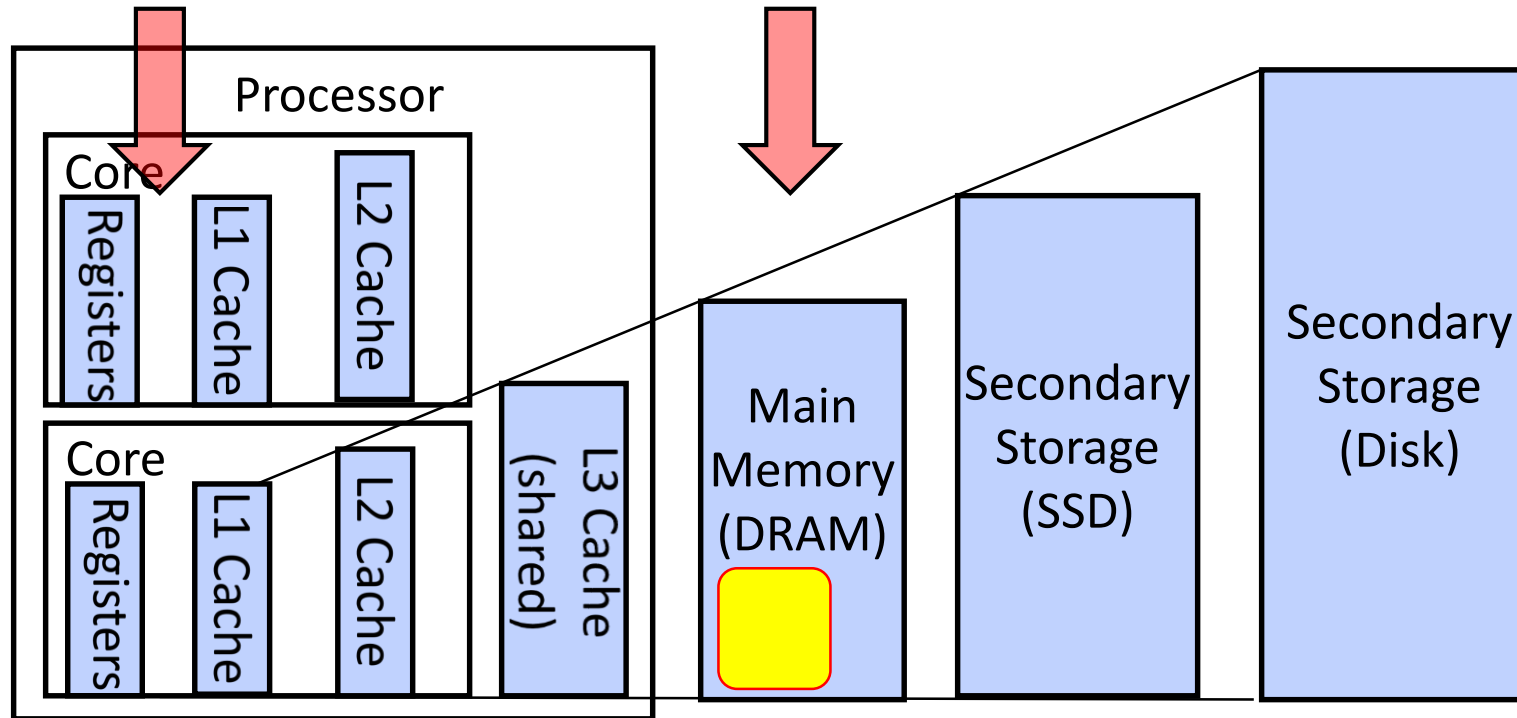 Processor
Core
Registers
L1 Cache
L2 Cache
Core
Registers
L1 Cache
L2 Cache
L3 Cache
(shared)
Main
Memory
(DRAM)
Secondary
Storage
(SSD)
Secondary
Storage
(Disk)